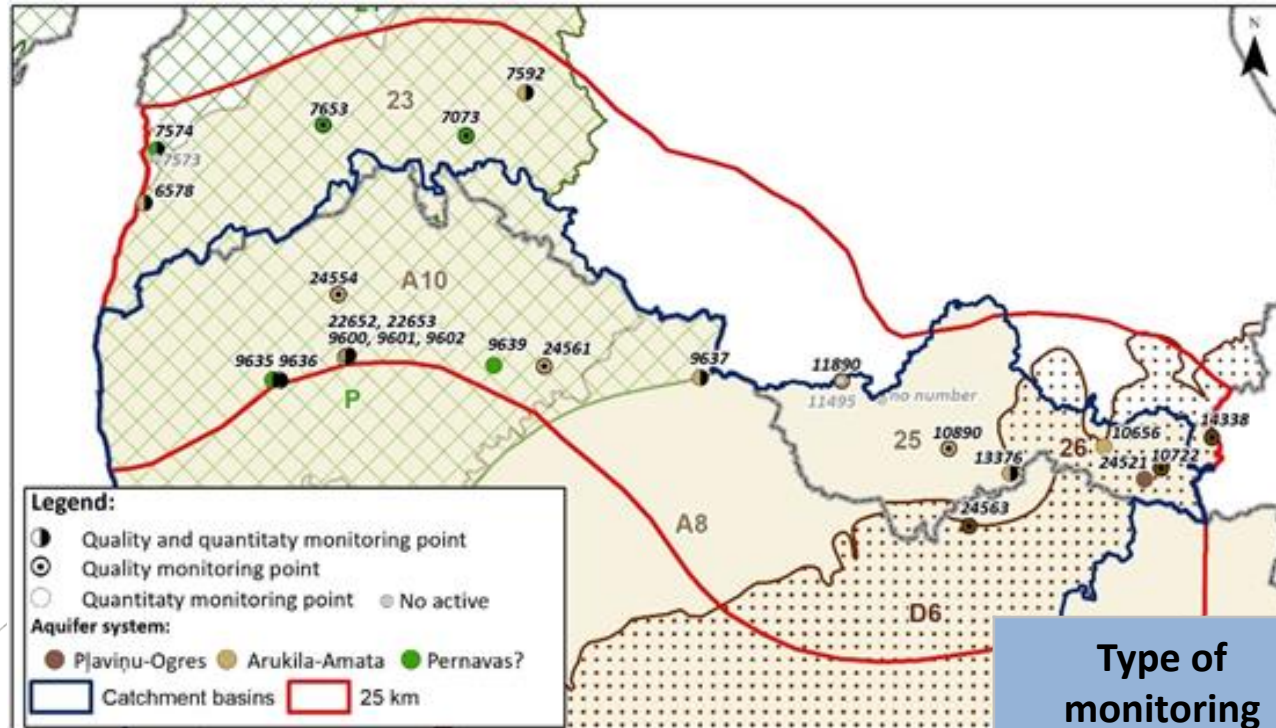 21
N
7592
23
7653
7073
7574
7573
6578
24554
A10
22652, 22653
9600, 9601, 9602
9639
24561
9635 9636
9637
P
11890
11495
no number
14338
10656
10890
25
26
13376
24521
10722
24563
A8
D6
Legend:
Quality and quantitaty monitoring point
Quality monitoring point
Quantitaty monitoring point
No active
Aquifer system:
Pļaviņu-Ogres
Arukila-Amata
Pernavas?
Catchment basins
25 km
Type of
monitoring